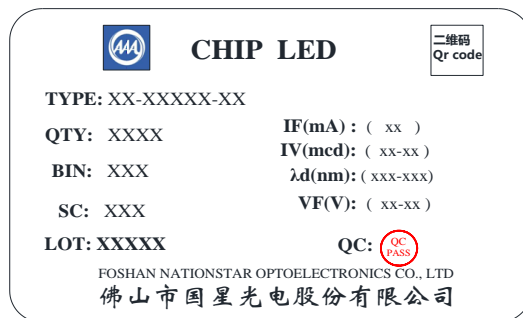 CHIP LED
二维码
Qr code
TYPE: XX-XXXXX-XX
QTY: XXXX
IF(mA) : ( xx )
IV(mcd): ( xx-xx )
BIN: XXX
λd(nm): ( xxx-xxx)
SC: XXX
VF(V): ( xx-xx )
LOT: XXXXX
QC: QC
PASS
FOSHAN NATIONSTAR OPTOELECTRONICS CO., LTD
佛山市国星光电股份有限公司